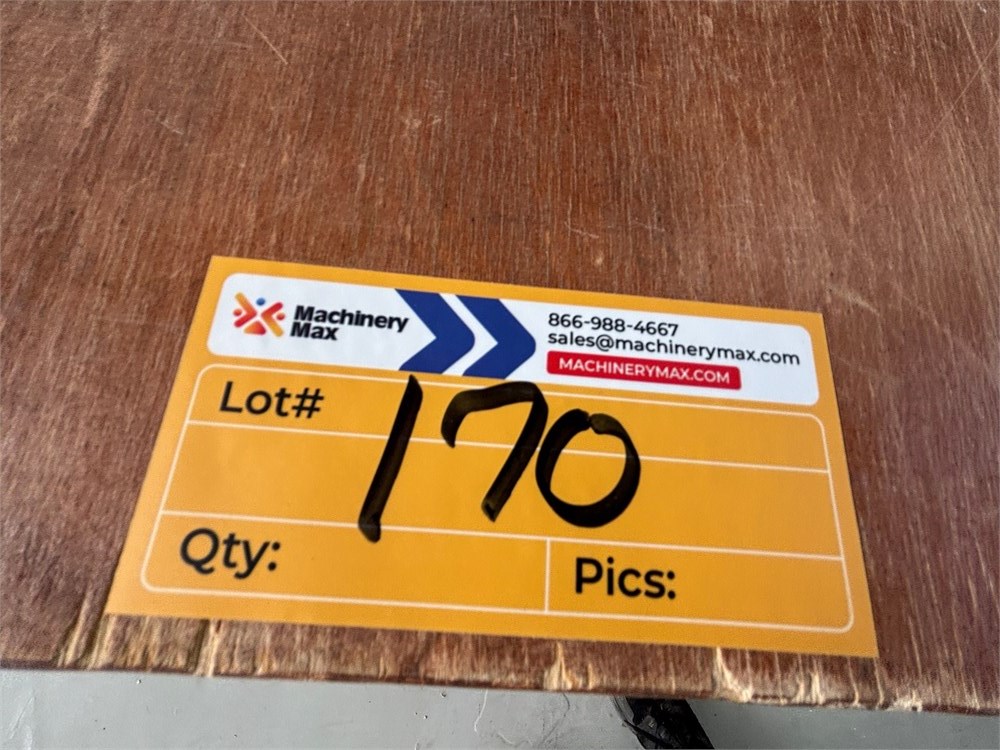 Machinery
Max
866-988-4667
sales@machinerymax.com
MACHINERYMAX.COM
Lot# 170
Qty:
Pics: